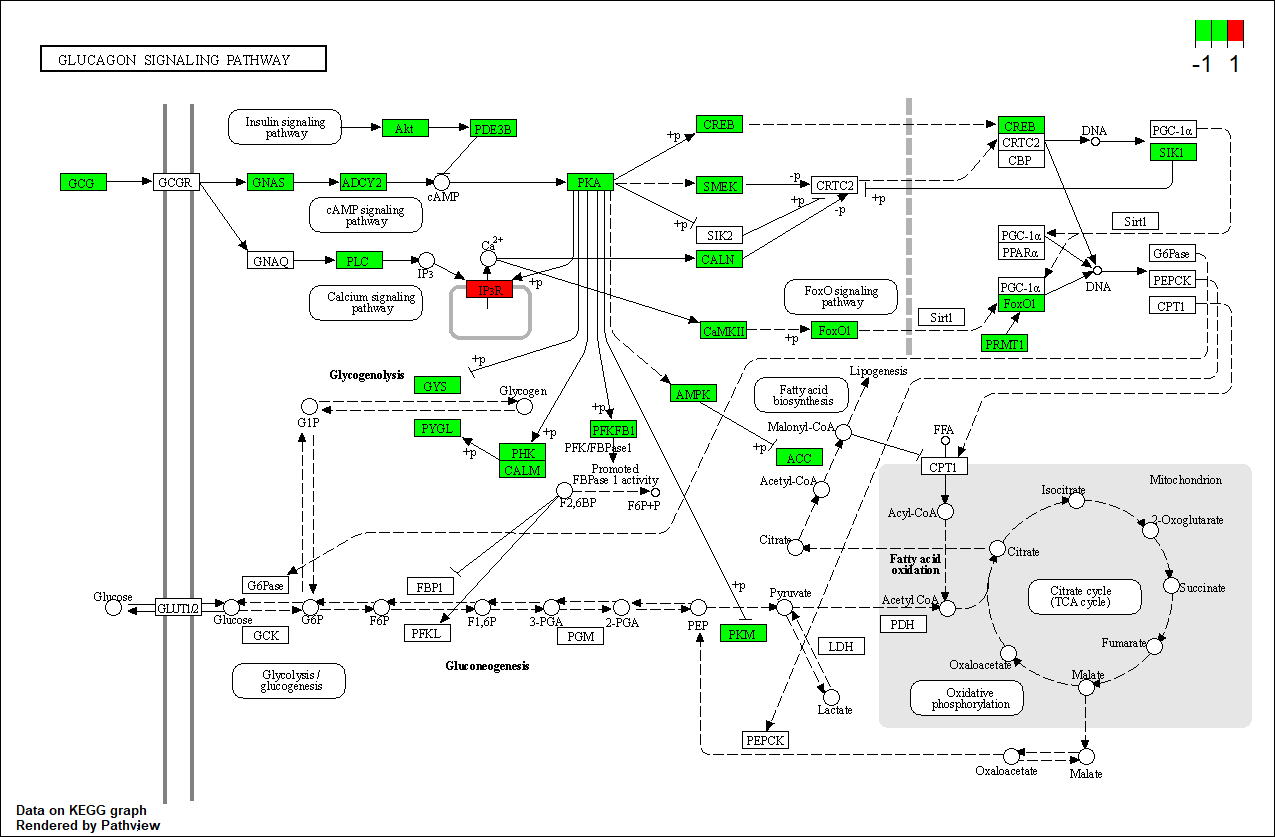 GLUCAGON SIGNALING PATHWAY
-1 1
Insulin signaling
pathway
Akt
PDE3B
CREB
+p
CREB
CRTC2
CBP
DNA
PGC-1α
SIK1
GCG
GCGR
GNAS
ADCY2
cAMP
PKA
SMEK
-p
CRTC2
+p
+p
-p
cAMP signaling
pathway
+p
SIK2
Sirt1
PGC-1α
PPARα
GNAQ
PLC
IP3
Ca2+
CALN
G6Pase
PEPCK
CPT1
DNA
IP3R
+p
Calcium signaling
pathway
FoxO signaling
pathway
PGC-1α
FoxO1
Sirt1
CaMKII
+p
FoxO1
PRMT1
Glycogenolysis
GYS
+p
Glycogen
G1P
AMPK
Fatty acid
biosynthesis
Lipogenesis
PYGL
+p
PHK
CALM
+p
+p
PFKFB1
PFK/FBPase1
Promoted
FBPase 1 activity
Malonyl-CoA
FFA
+p
ACC
CPT1
Mitochondrion
F2,6BP
F6P+P
Acetyl-CoA
Acyl-CoA
Isocitrate
2-Oxoglutarate
Citrate
Fatty acid
oxidation
Citrate
G6Pase
FBP1
+p
Citrate cycle
(TCA cycle)
Succinate
Glucose
GLUT1/2
Glucose
G6P
F6P
F1,6P
3-PGA
2-PGA
PEP
Pyruvate
Acetyl CoA
GCK
PFKL
PGM
PKM
LDH
PDH
Fumarate
Oxaloacetate
Malate
Gluconeogenesis
Glycolysis /
glucogenesis
Lactate
Oxidative
phosphorylation
PEPCK
Oxaloacetate
Malate
Data on KEGG graph
Rendered by Pathview